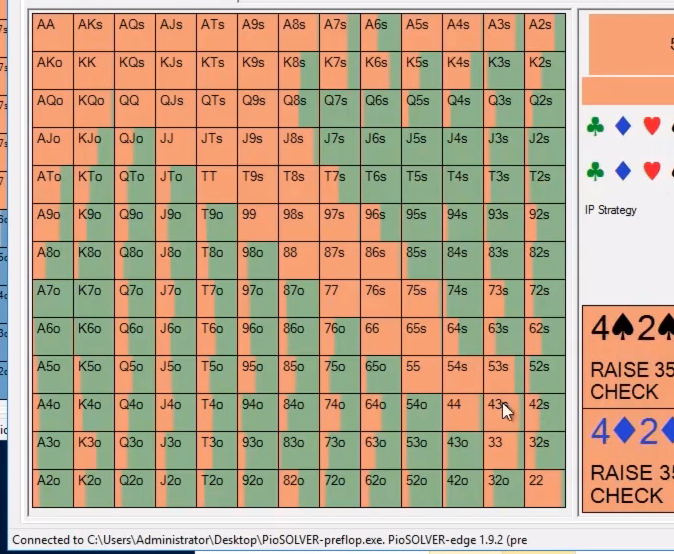 AA AKs AQs AJs ATs A9s A8s A7s A6s A5s A4s A3s A2s
AKo KK KQs KJs KTs K9s K8s K7s K6s K5s K4s K3s K2s
AQo KQo QQ QJs QTs Q9s Q8s Q7s Q6s Q5s Q4s Q3s Q2s
AJo KJo QJo JJ JTs J9s J8s J7s J6s J5s J4s J3s J2s
ATo KTo QTo JTo TT T9s T8s T7s T6s T5s T4s T3s T2s
A9o K9o Q9o J9o T9o 99 98s 97s 96s 95s 94s 93s 92s
IP Strategy
A8o K8o Q8o J8o T8o 98o 88 87s 86s 85s 84s 83s 82s
A7o K7o Q7o J7o T7o 97o 87o 77 76s 75s 74s 73s 72s
A6o K6o Q6o J6o T6o 96o 86o 76o 66 65s 64s 63s 62s
4♠2♠
A5o K5o Q5o J5o T5o 95o 85o 75o 65o 55 54s 53s 52s
RAISE 35
CHECK
A4o K4o Q4o J4o T4o 94o 84o 74o 64o 54o 44 43s 42s
4♦2♦
A3o K3o Q3o J3o T3o 93o 83o 73o 63o 53o 43o 33 32s
RAISE 35
A2o K2o Q2o J2o T2o 92o 82o 72o 62o 52o 42o 32o 22
CHECK
Connected to C:\Users\Administrator\Desktop\PioSOLVER-preflop.exe. PioSOLVER-edge 1.9.2 (pre